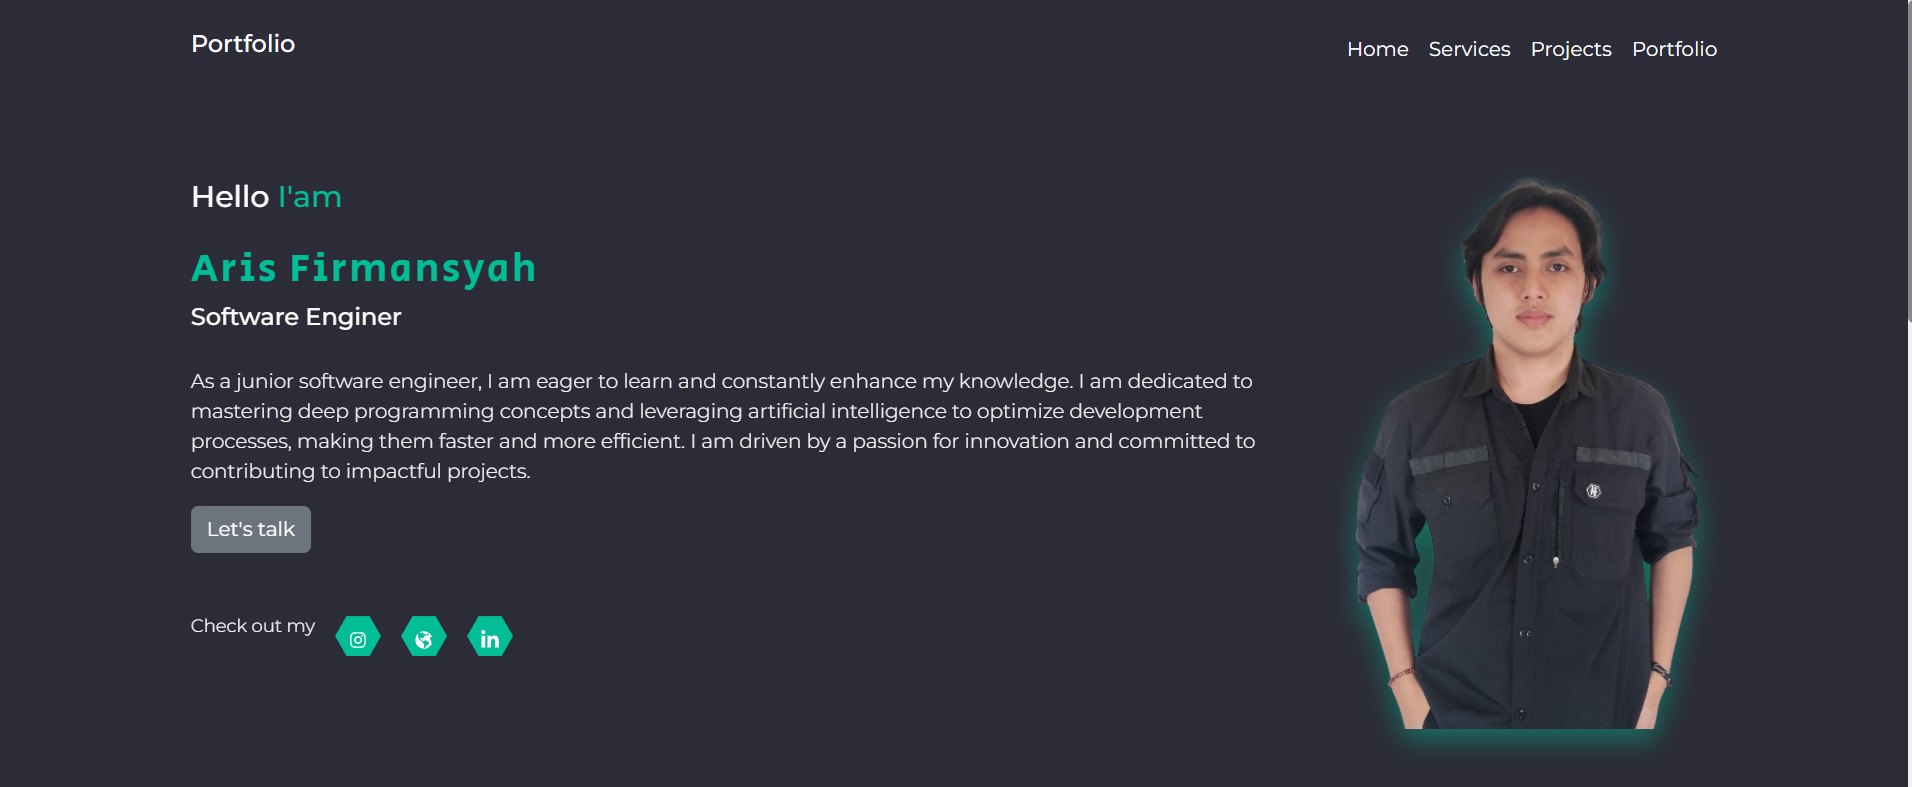 Portfolio
Home Services Projects Portfolio
Hello I'am
Aris Firmansyah
Software Enginer
As a junior software engineer, I am eager to learn and constantly enhance my knowledge. I am dedicated to
mastering deep programming concepts and leveraging artificial intelligence to optimize development
processes, making them faster and more efficient. I am driven by a passion for innovation and committed to
contributing to impactful projects.
Let's talk
Check out my
in